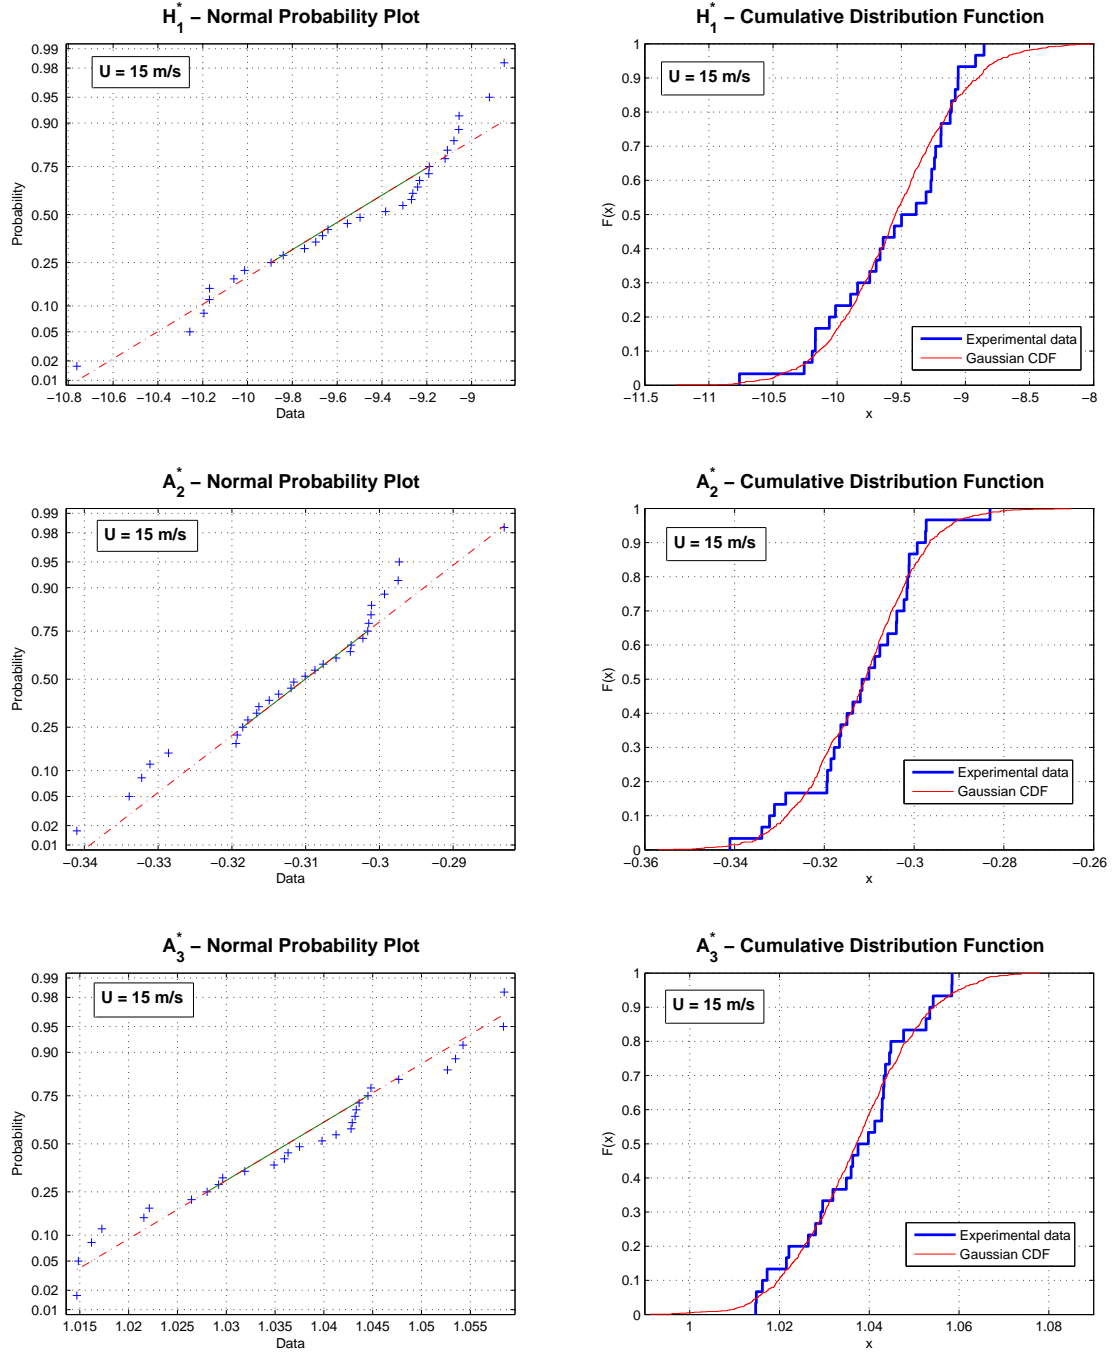 H1* – Normal Probability Plot
U = 15 m/s
Probability
0.99
0.98
0.95
0.90
0.75
0.50
0.25
0.10
0.05
0.02
0.01
−10.8 −10.6 −10.4 −10.2 −10 −9.8 −9.6 −9.4 −9.2 −9
Data
H1* – Cumulative Distribution Function
U = 15 m/s
F(x)
1
0.9
0.8
0.7
0.6
0.5
0.4
0.3
0.2
0.1
0
Experimental data
Gaussian CDF
−11.5 −11 −10.5 −10 −9.5 −9 −8.5 −8
x
A2* – Normal Probability Plot
U = 15 m/s
Probability
0.99
0.98
0.95
0.90
0.75
0.50
0.25
0.10
0.05
0.02
0.01
−0.34 −0.33 −0.32 −0.31 −0.3 −0.29
Data
A2* – Cumulative Distribution Function
U = 15 m/s
F(x)
1
0.9
0.8
0.7
0.6
0.5
0.4
0.3
0.2
0.1
0
Experimental data
Gaussian CDF
−0.36 −0.34 −0.32 −0.3 −0.28 −0.26
x
A3* – Normal Probability Plot
U = 15 m/s
Probability
0.99
0.98
0.95
0.90
0.75
0.50
0.25
0.10
0.05
0.02
0.01
1.015 1.02 1.025 1.03 1.035 1.04 1.045 1.05 1.055
Data
A3* – Cumulative Distribution Function
U = 15 m/s
F(x)
1
0.9
0.8
0.7
0.6
0.5
0.4
0.3
0.2
0.1
0
Experimental data
Gaussian CDF
1 1.02 1.04 1.06 1.08
x